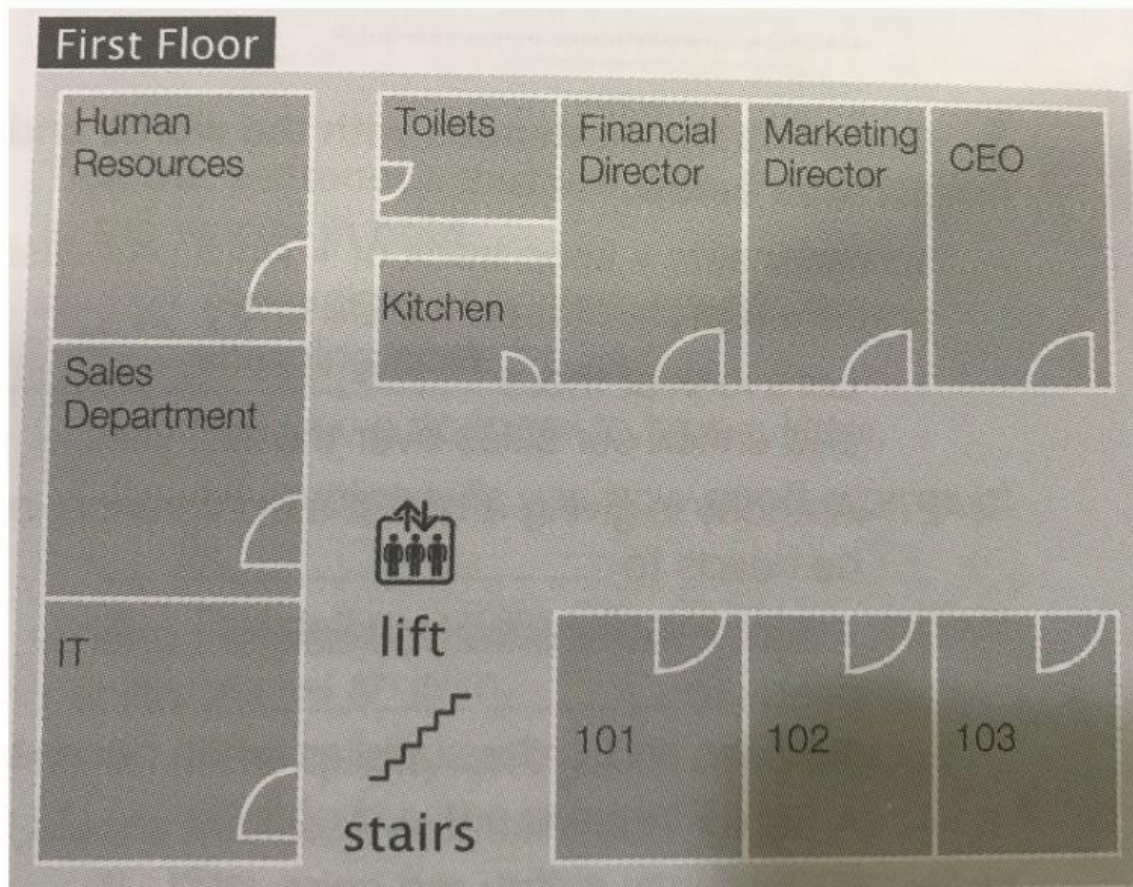 First Floor
Human
Resources
Toilets
Financial
Director
Marketing
Director
CEO
Kitchen
Sales
Department
IT
lift
stairs
101
102
103